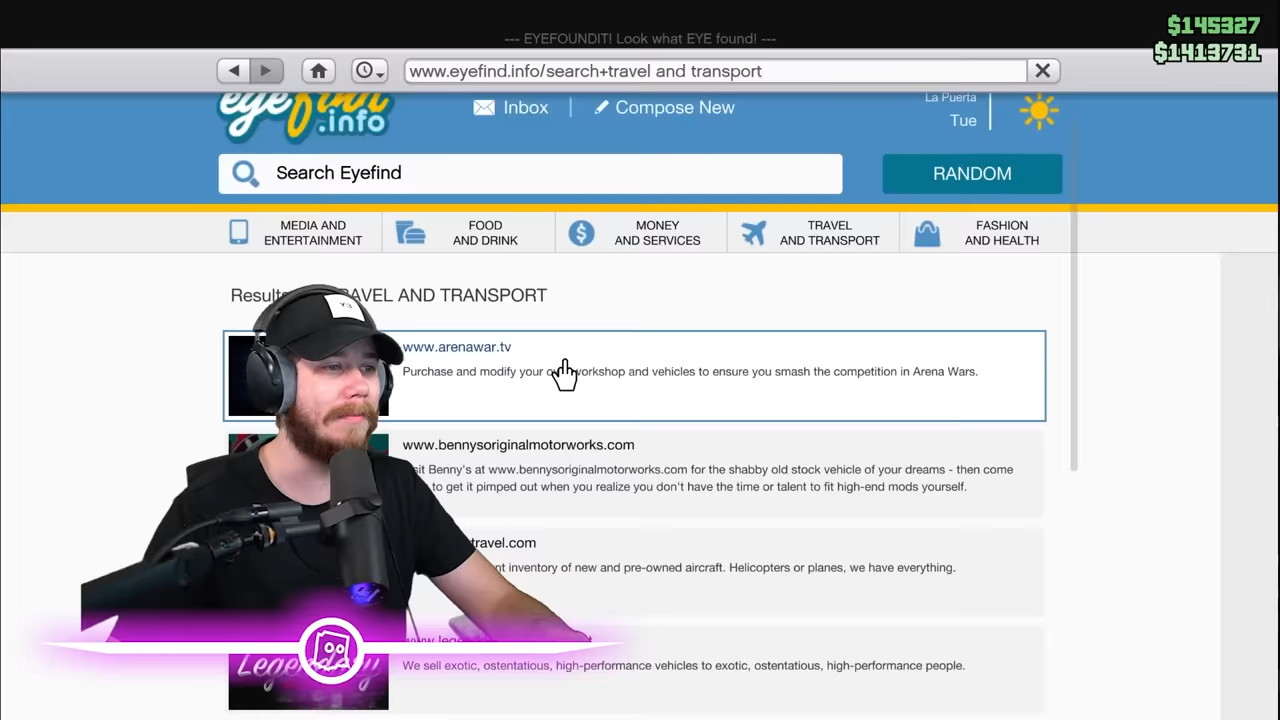 $145327
--- EYEFOUNDIT! Look what EYE found! ---
$1413731
www.eyefind.info/search+travel and transport
eyefind
.info
Inbox | Compose New
La Puerta
Tue
Search Eyefind
RANDOM
MEDIA AND
ENTERTAINMENT
FOOD
AND DRINK
MONEY
AND SERVICES
TRAVEL
AND TRANSPORT
FASHION
AND HEALTH
Results AVEL AND TRANSPORT
www.arenawar.tv
Purchase and modify your workshop and vehicles to ensure you smash the competition in Arena Wars.
www.bennysoriginalmotorworks.com
sit Benny's at www.bennysoriginalmotorworks.com for the shabby old stock vehicle of your dreams - then come
to get it pimped out when you realize you don't have the time or talent to fit high-end mods yourself.
travel.com
nt inventory of new and pre-owned aircraft. Helicopters or planes, we have everything.
Legendary
We sell exotic, ostentatious, high-performance vehicles to exotic, ostentatious, high-performance people.